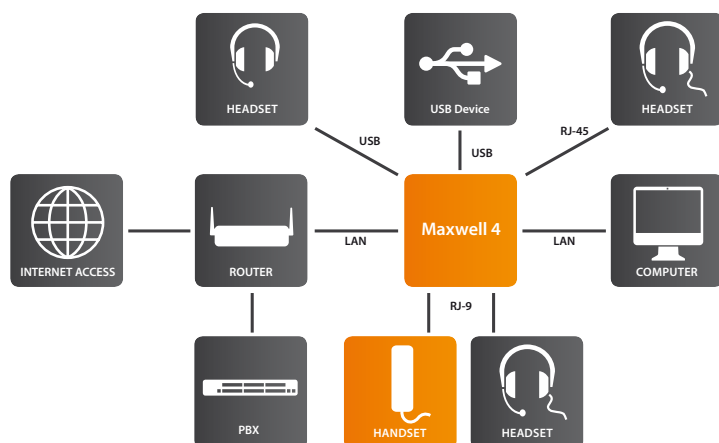 HEADSET
USB Device
HEADSET
USB
USB
RJ-45
INTERNET ACCESS
ROUTER
LAN
Maxwell 4
LAN
COMPUTER
RJ-9
PBX
HANDSET
HEADSET